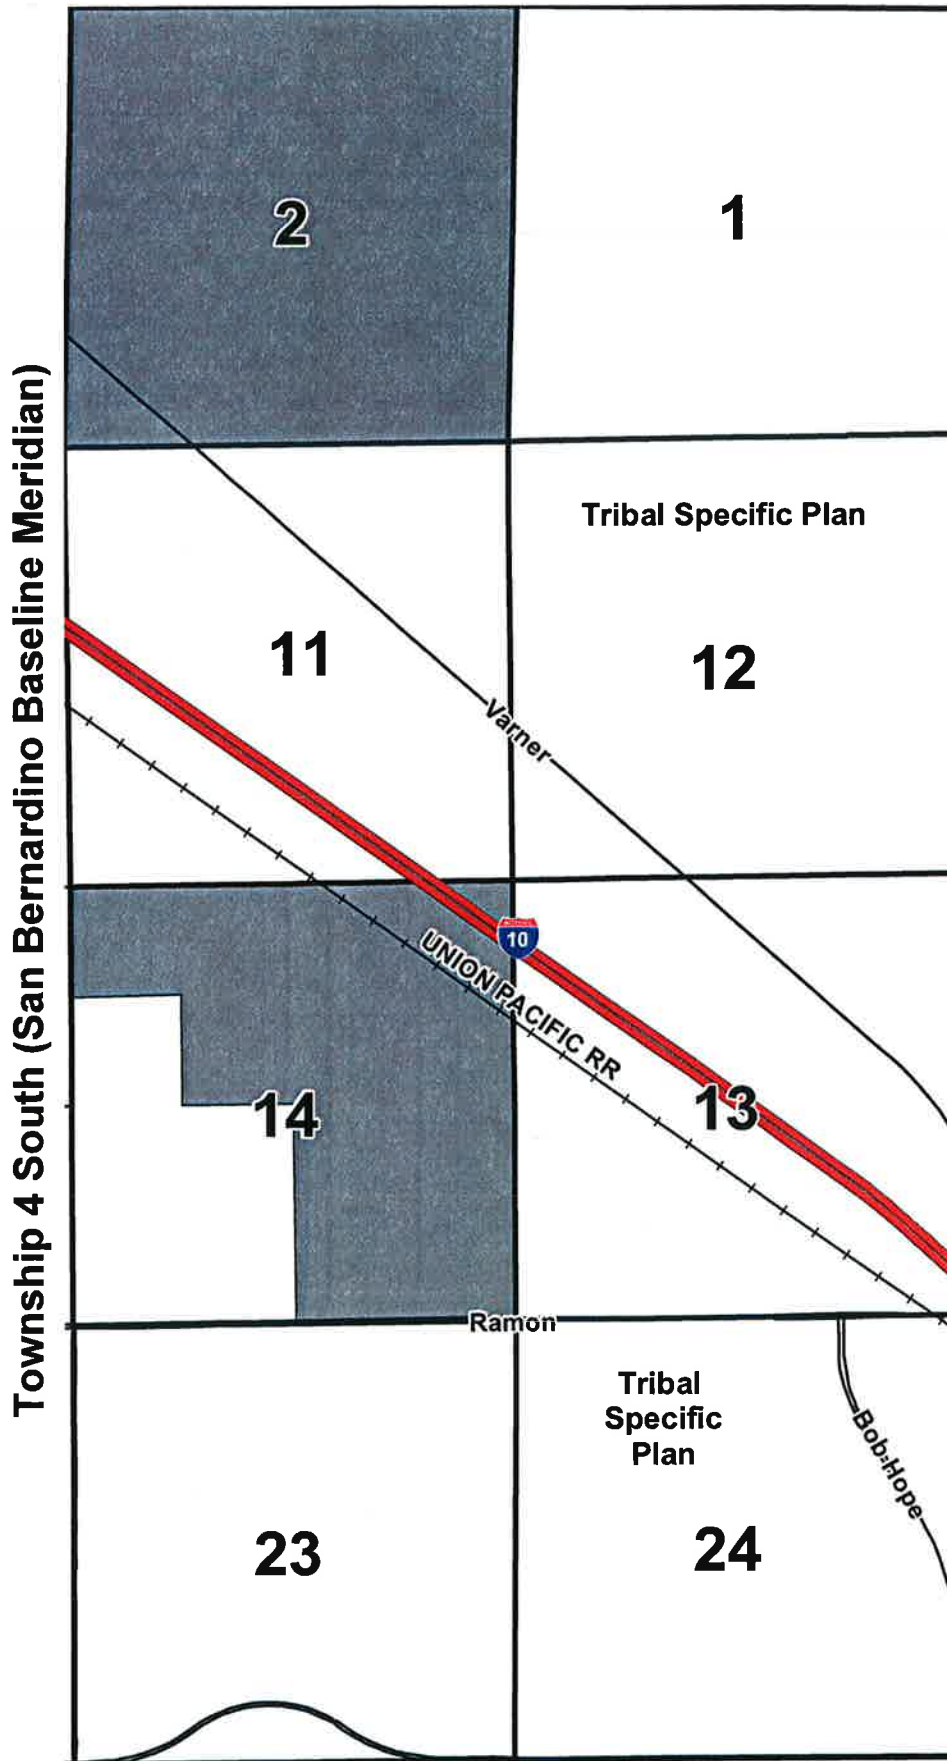 Township 4 South (San Bernardino Baseline Meridian)
2
1
Tribal Specific Plan
11
12
Varner
10
UNION PACIFIC RR
13
14
Ramon
Tribal
Specific
Plan
Bob Hope
23
24